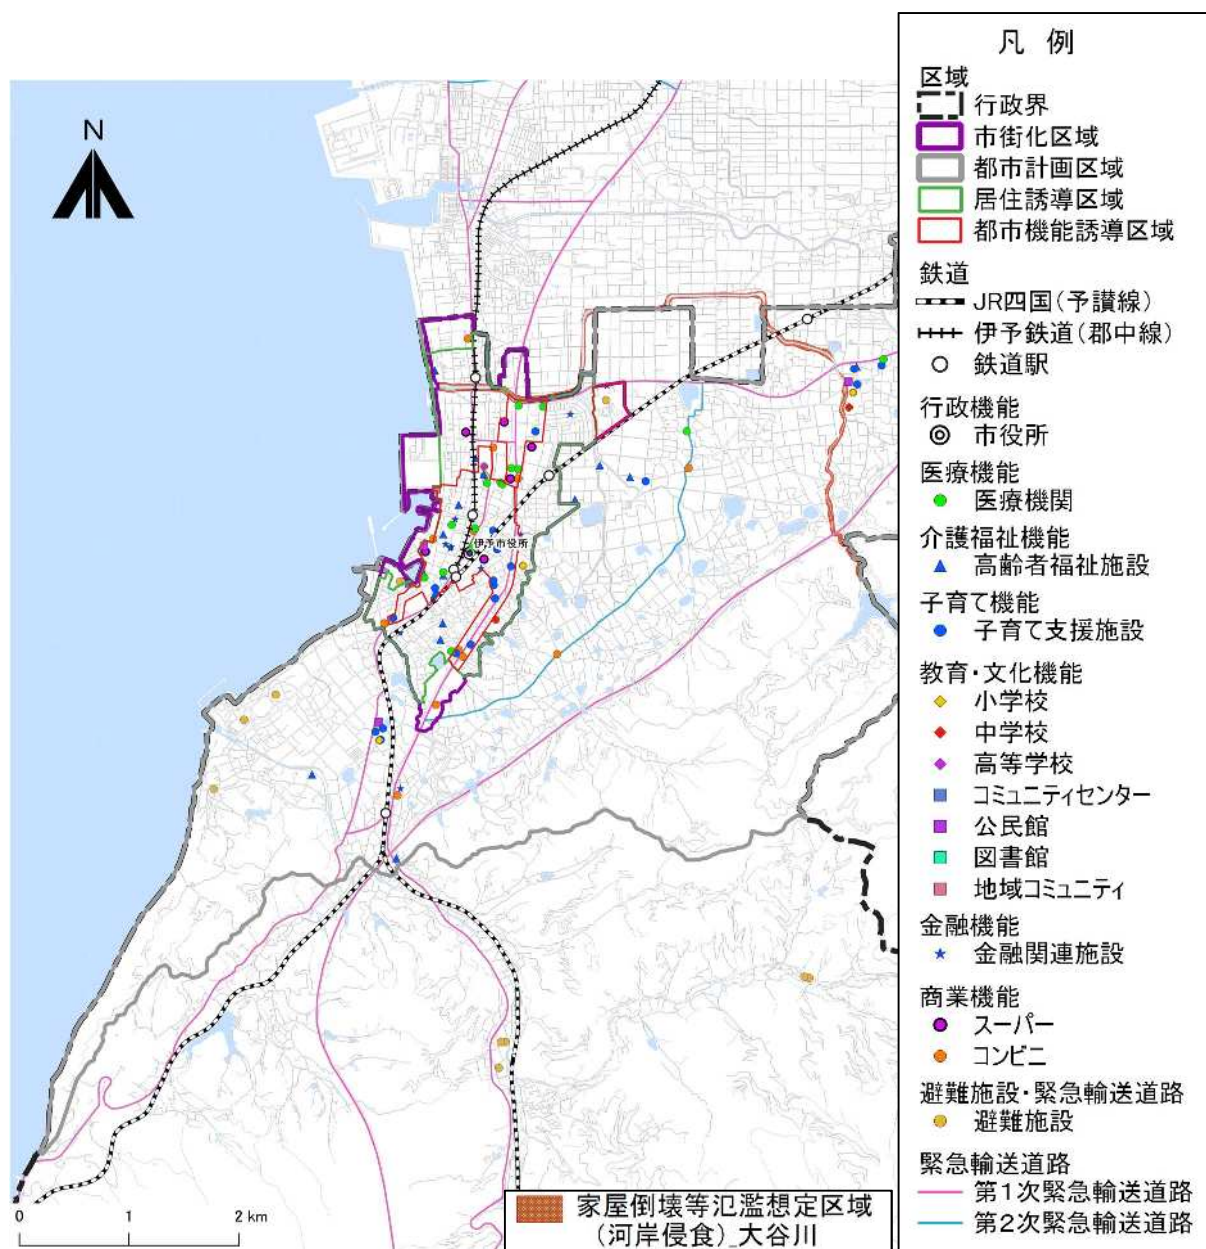 N
伊予市役所
0
1
2 km
家屋倒壊等氾濫想定区域
(河岸侵食)_大谷川
凡 例
区域
行政界
市街化区域
都市計画区域
居住誘導区域
都市機能誘導区域
鉄道
JR四国(予讃線)
伊予鉄道(郡中線)
鉄道駅
行政機能
市役所
医療機能
医療機関
介護福祉機能
高齢者福祉施設
子育て機能
子育て支援施設
教育・文化機能
小学校
中学校
高等学校
コミュニティセンター
公民館
図書館
地域コミュニティ
金融機能
金融関連施設
商業機能
スーパー
コンビニ
避難施設・緊急輸送道路
避難施設
緊急輸送道路
第1次緊急輸送道路
第2次緊急輸送道路